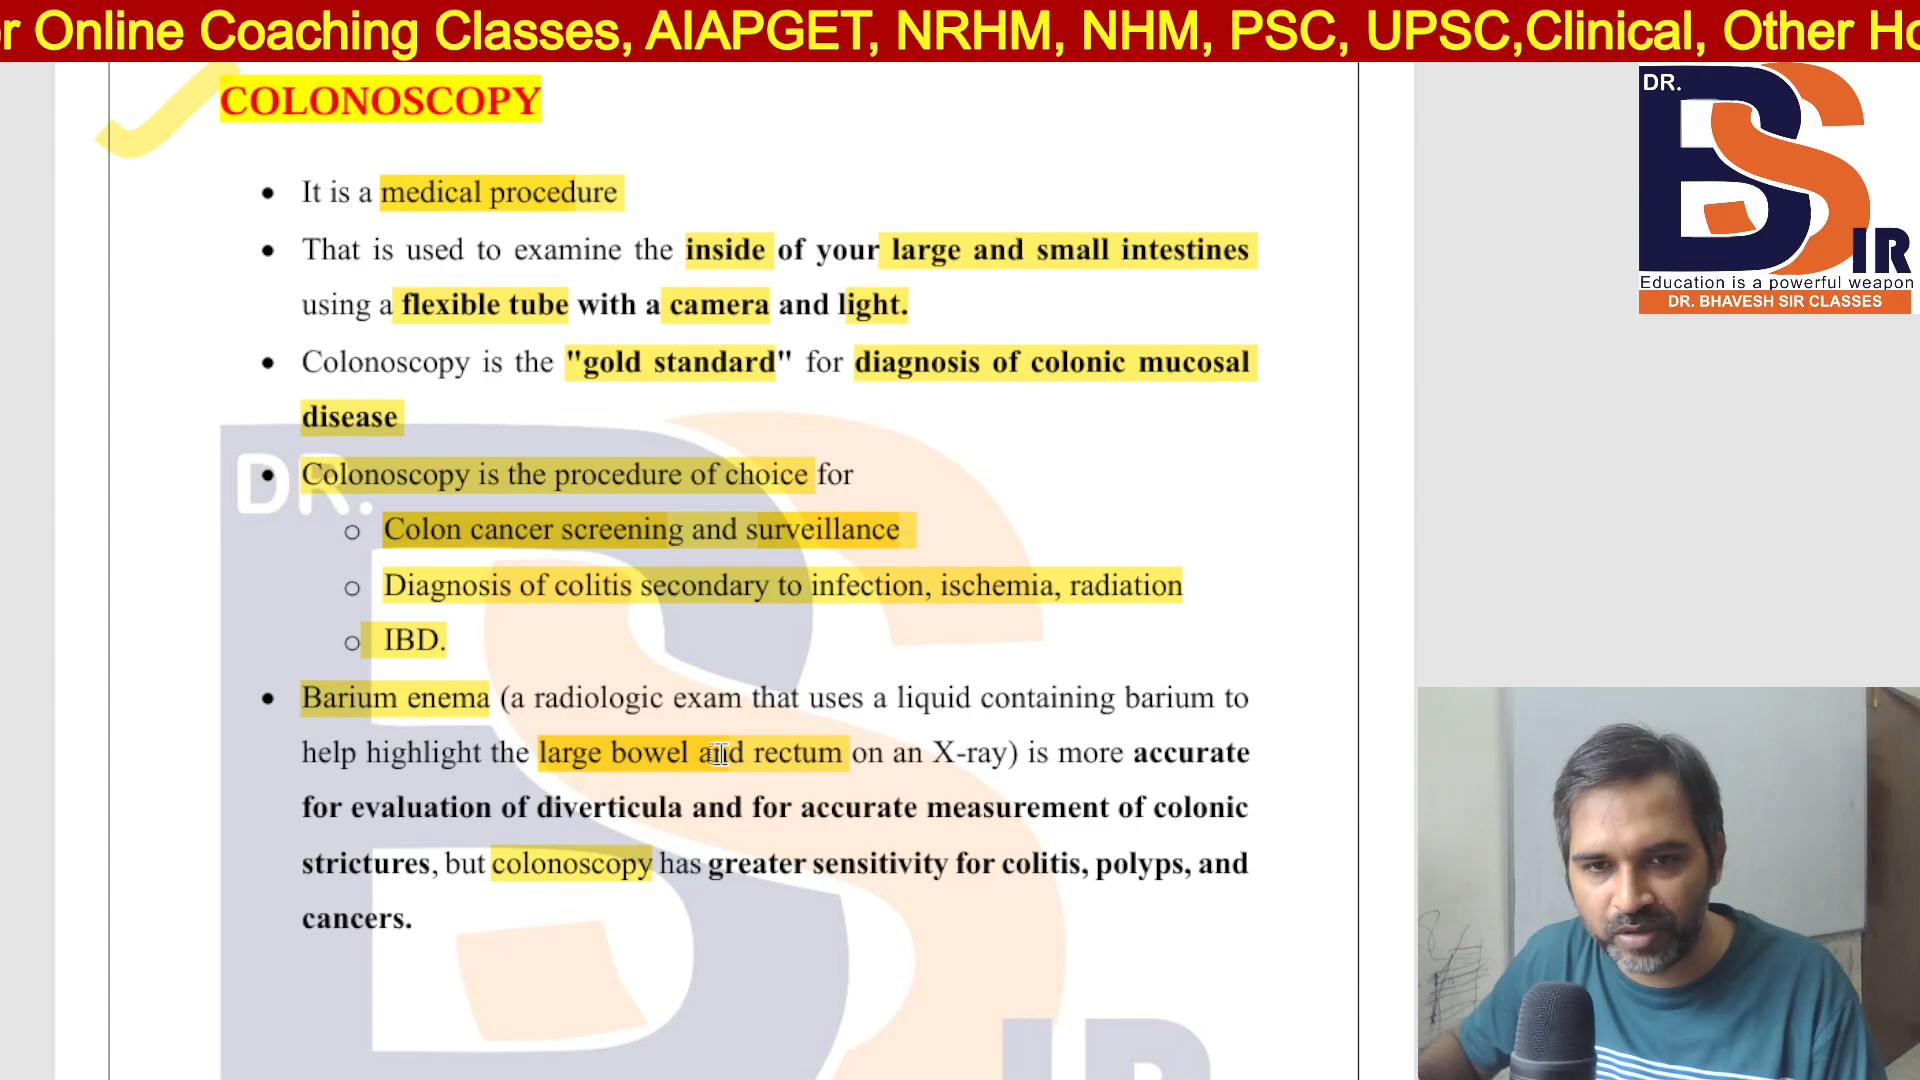 r Online Coaching Classes, AIAPGET, NRHM, NHM, PSC, UPSC,Clinical, Other Ho
DR.
BS
IR
Education is a powerful weapon
DR. BHAVESH SIR CLASSES
COLONOSCOPY
• It is a medical procedure
• That is used to examine the inside of your large and small intestines
using a flexible tube with a camera and light.
• Colonoscopy is the "gold standard" for diagnosis of colonic mucosal
disease
• Colonoscopy is the procedure of choice for
o Colon cancer screening and surveillance
o Diagnosis of colitis secondary to infection, ischemia, radiation
o IBD.
• Barium enema (a radiologic exam that uses a liquid containing barium to
help highlight the large bowel and rectum on an X-ray) is more accurate
for evaluation of diverticula and for accurate measurement of colonic
strictures, but colonoscopy has greater sensitivity for colitis, polyps, and
cancers.
DR.
BS
IR